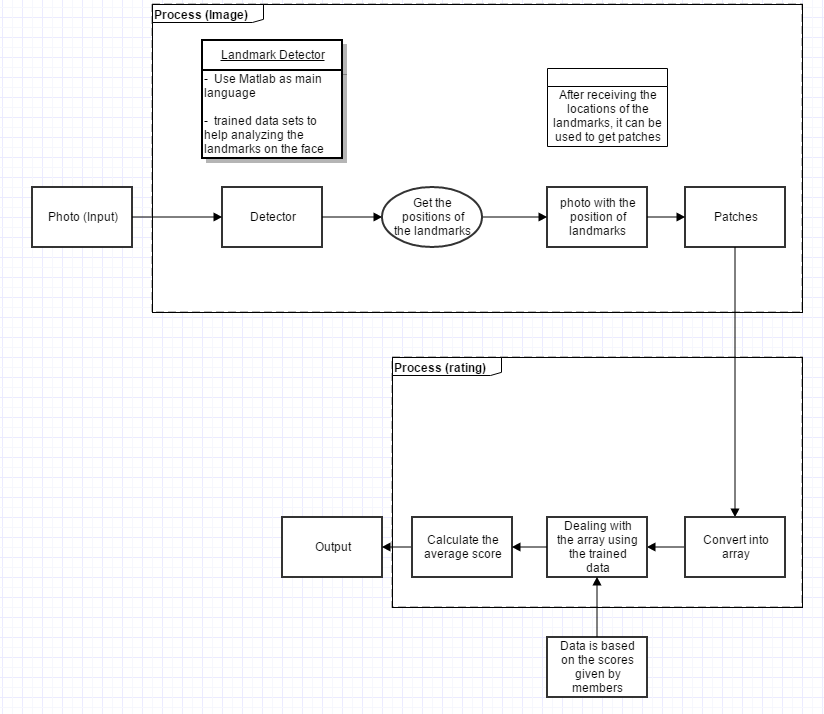 Process (Image)
Landmark Detector
- Use Matlab as main
language
- trained data sets to
help analyzing the
landmarks on the face
After receiving the
locations of the
landmarks, it can be
used to get patches
Photo (Input)
Detector
Get the
positions of
the landmarks
photo with the
position of
landmarks
Patches
Process (rating)
Output
Calculate the
average score
Dealing with
the array using
the trained
data
Convert into
array
Data is based
on the scores
given by
members